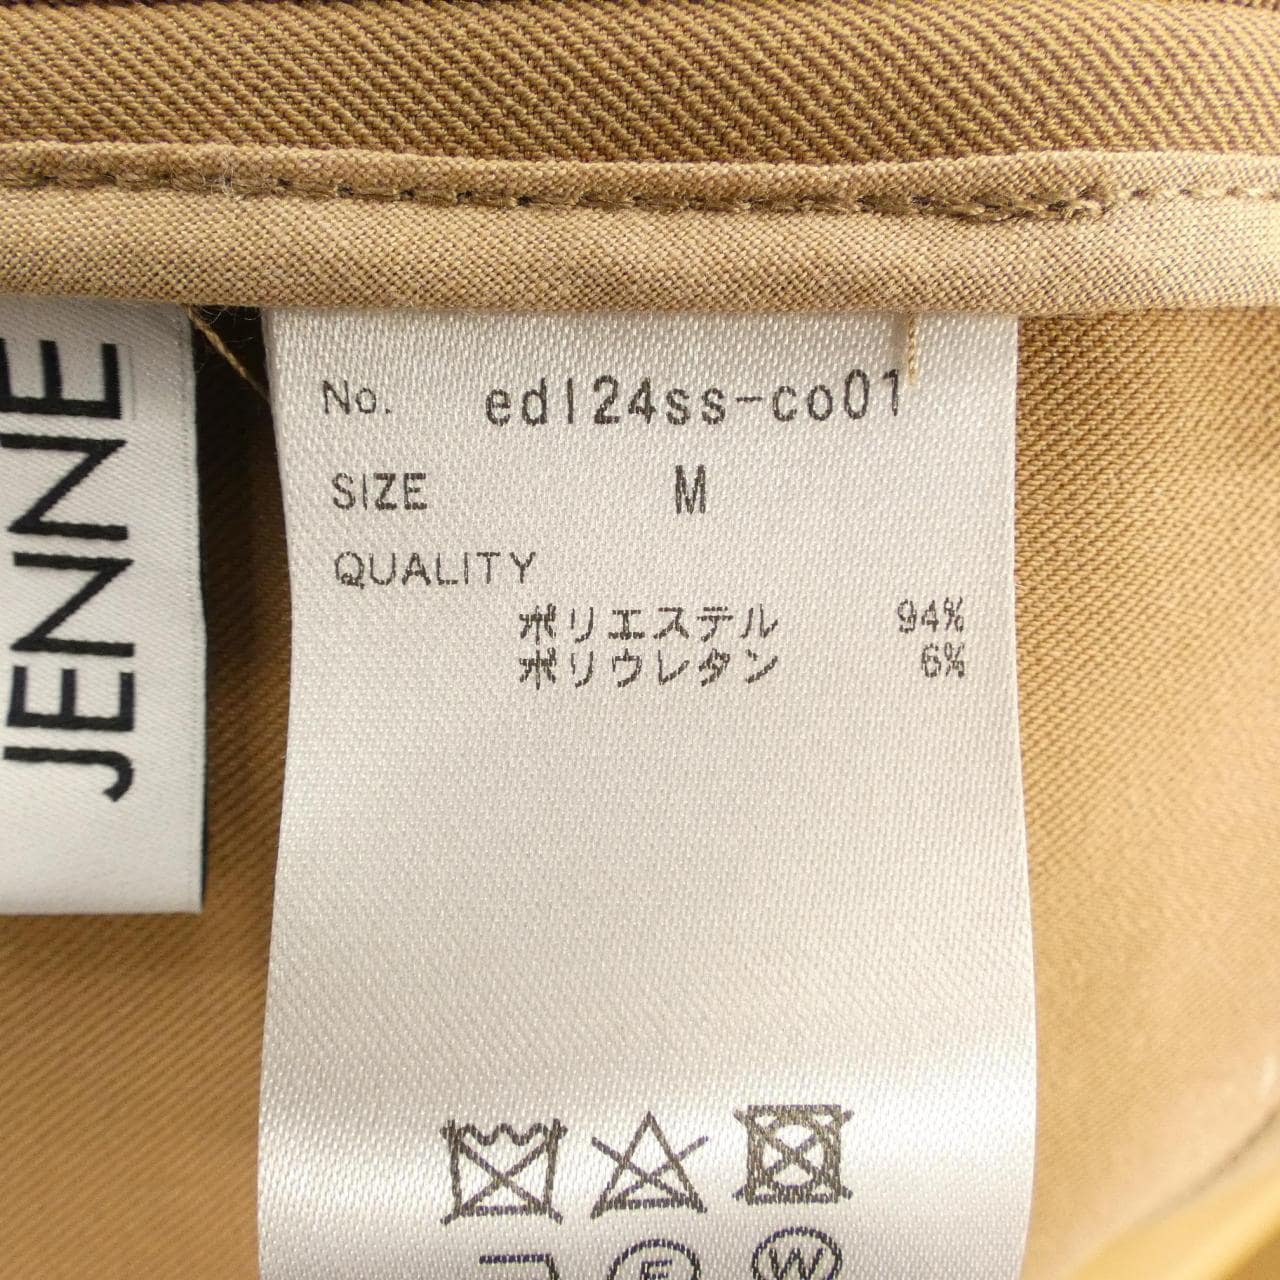 JENNE
No. edl24ss-co01
SIZE M
QUALITY
ポリエステル 94%
ポリウレタン 6%
W